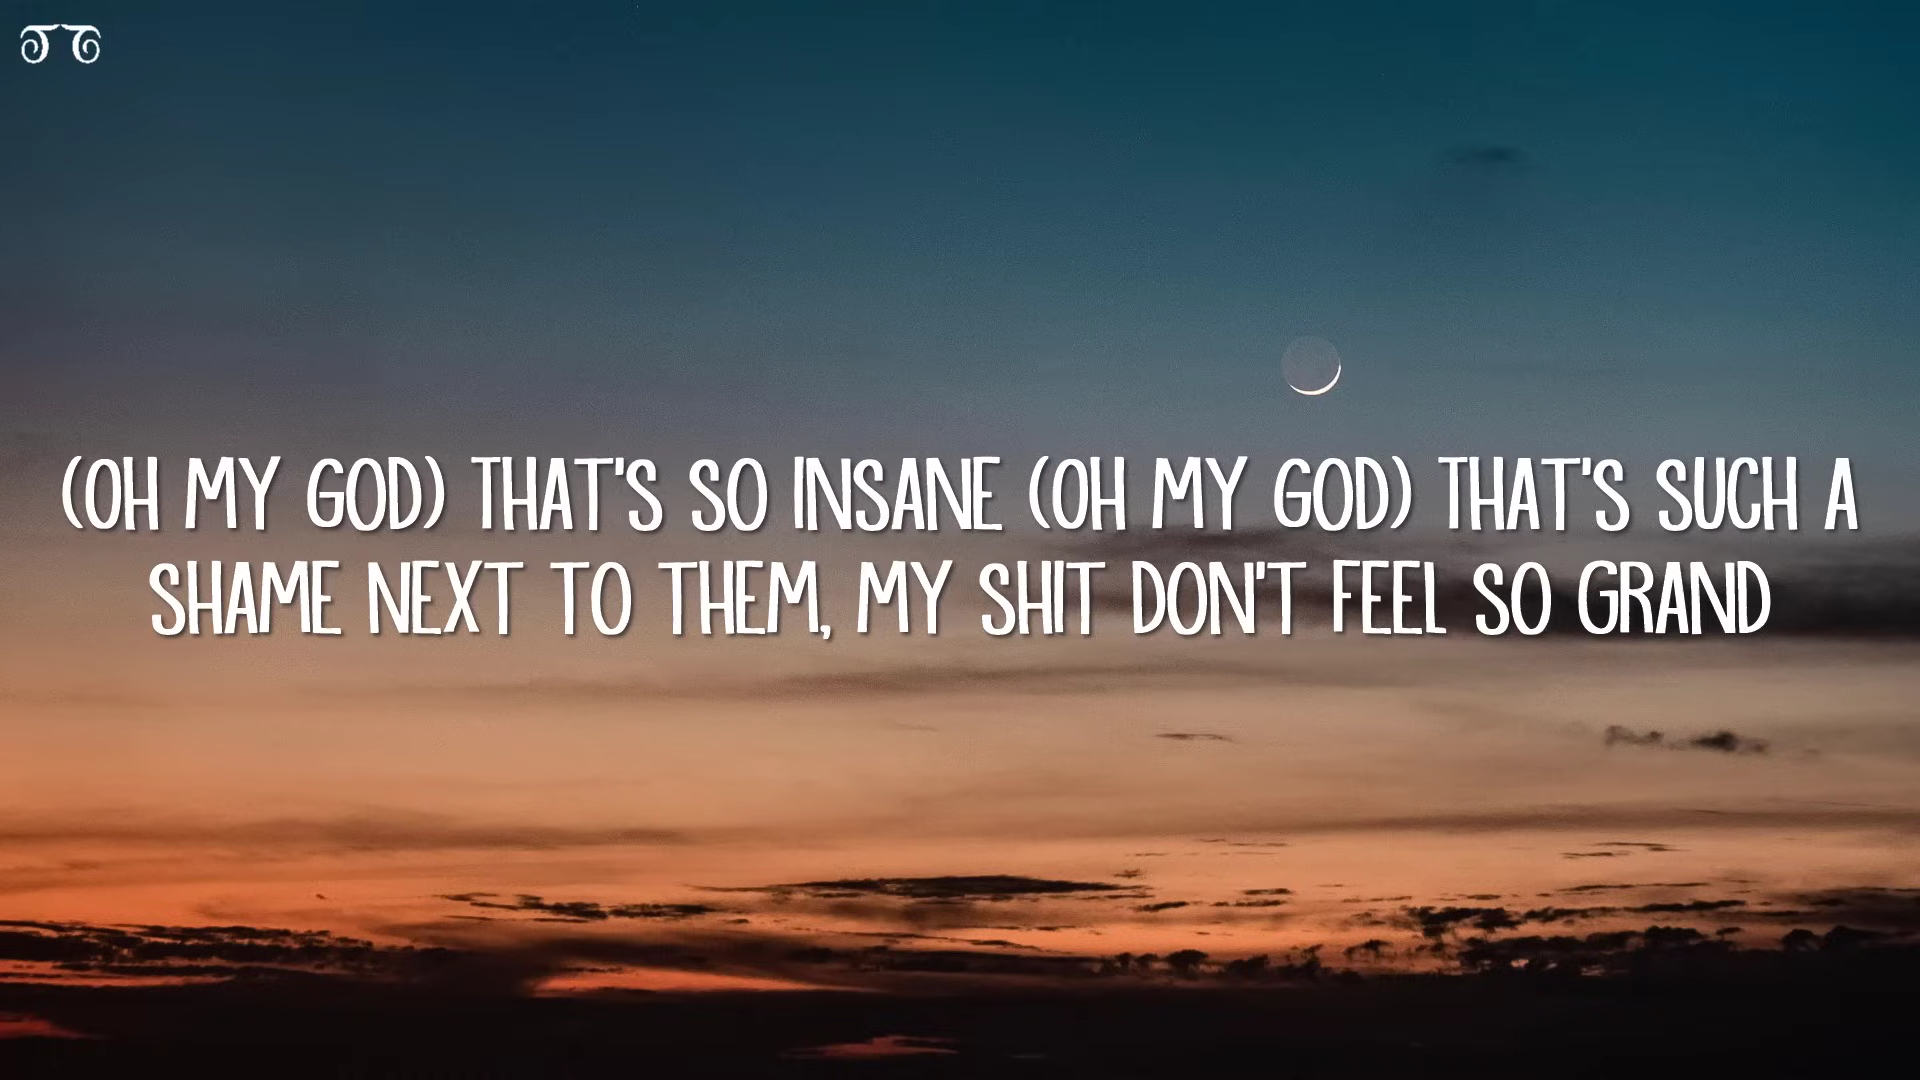 (OH MY GOD) THAT'S SO INSANE (OH MY GOD) THAT'S SUCH A
SHAME NEXT TO THEM, MY SHIT DON'T FEEL SO GRAND